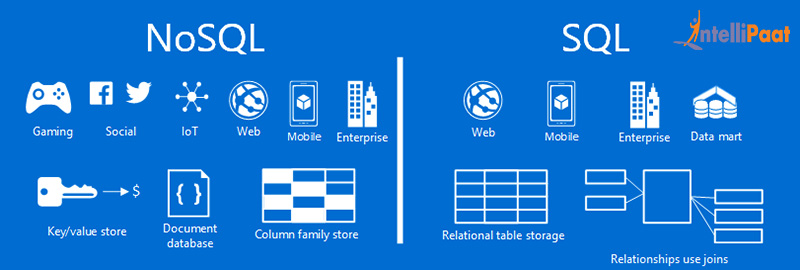 NoSQL
SQL
intelliPaat
Gaming
Social
IoT
Web
Mobile
Enterprise
Web
Mobile
Enterprise
Data mart
$
{ }
Key/value store
Document
database
Column family store
Relational table storage
Relationships use joins